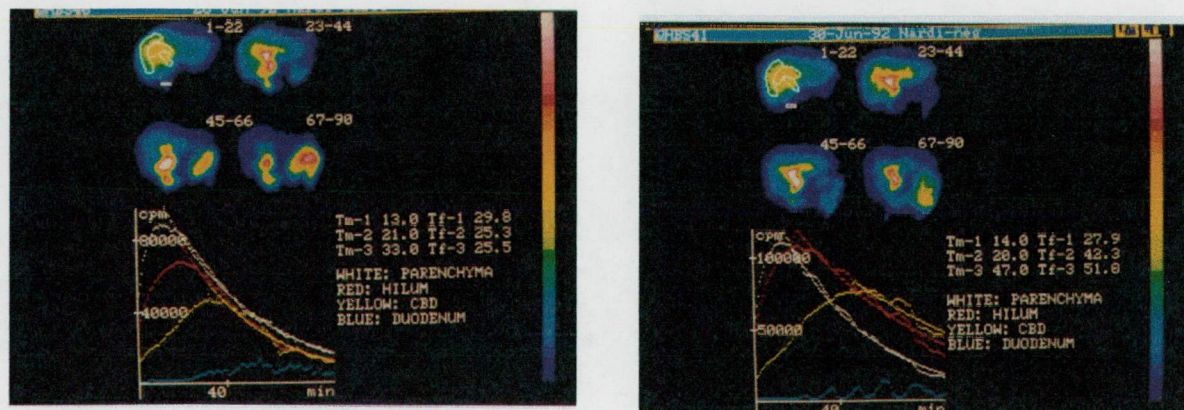 1-22 23-44
45-66 67-90
cpm
80000
40000
40 min
Tm-1 13.0 Tf-1 29.8
Tm-2 21.0 Tf-2 25.3
Tm-3 33.0 Tf-3 25.5
WHITE: PARENCHYMA
RED: HILUM
YELLOW: CBD
BLUE: DUODENUM
WHBS41 30-Jun-92 Nardi-neg
1-22 23-44
45-66 67-90
cpm
100000
50000
40 min
Tm-1 14.0 Tf-1 27.9
Tm-2 20.0 Tf-2 42.3
Tm-3 47.0 Tf-3 51.8
WHITE: PARENCHYMA
RED: HILUM
YELLOW: CBD
BLUE: DUODENUM